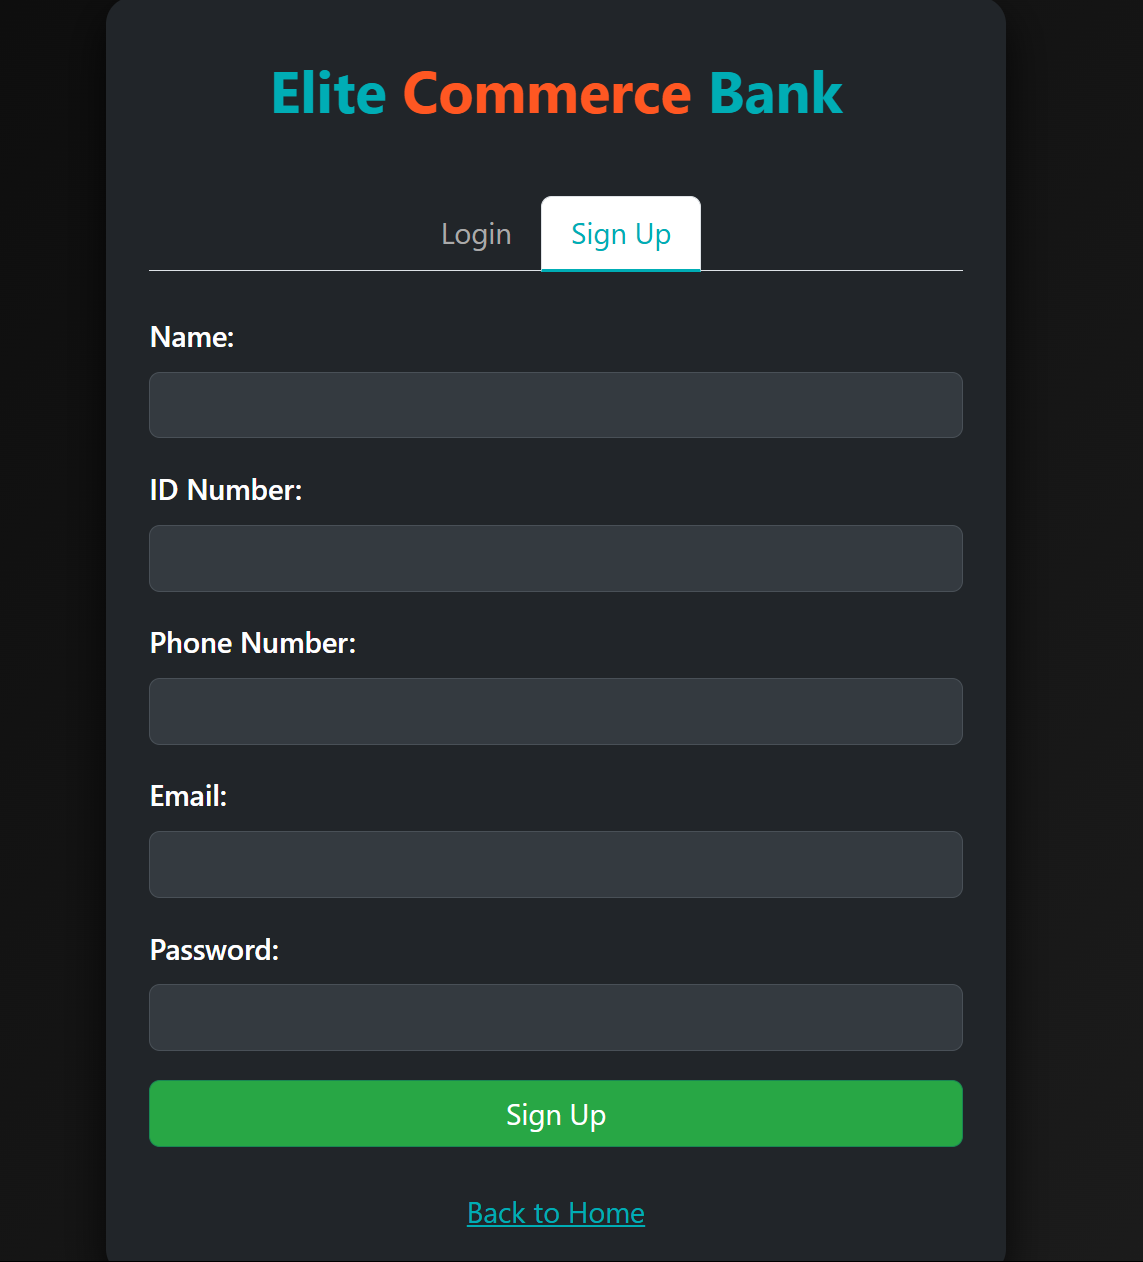 Elite Commerce Bank
Login Sign Up
Name:
ID Number:
Phone Number:
Email:
Password:
Sign Up
Back to Home